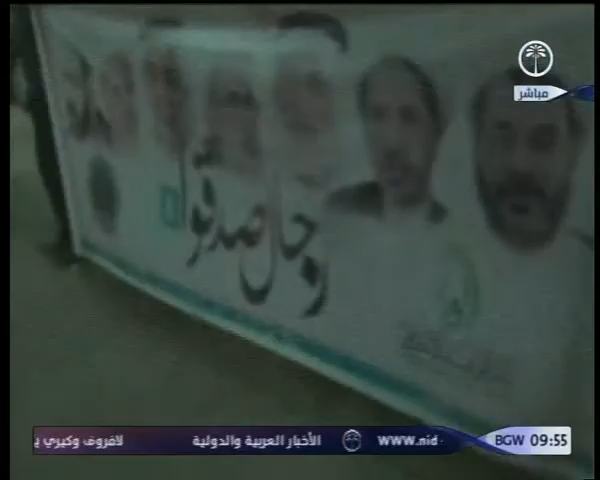 مباشر
رجال صدقوا
لافروف وكيري ي
الأخبار العربية والدولية
www.nid
BGW 09:55